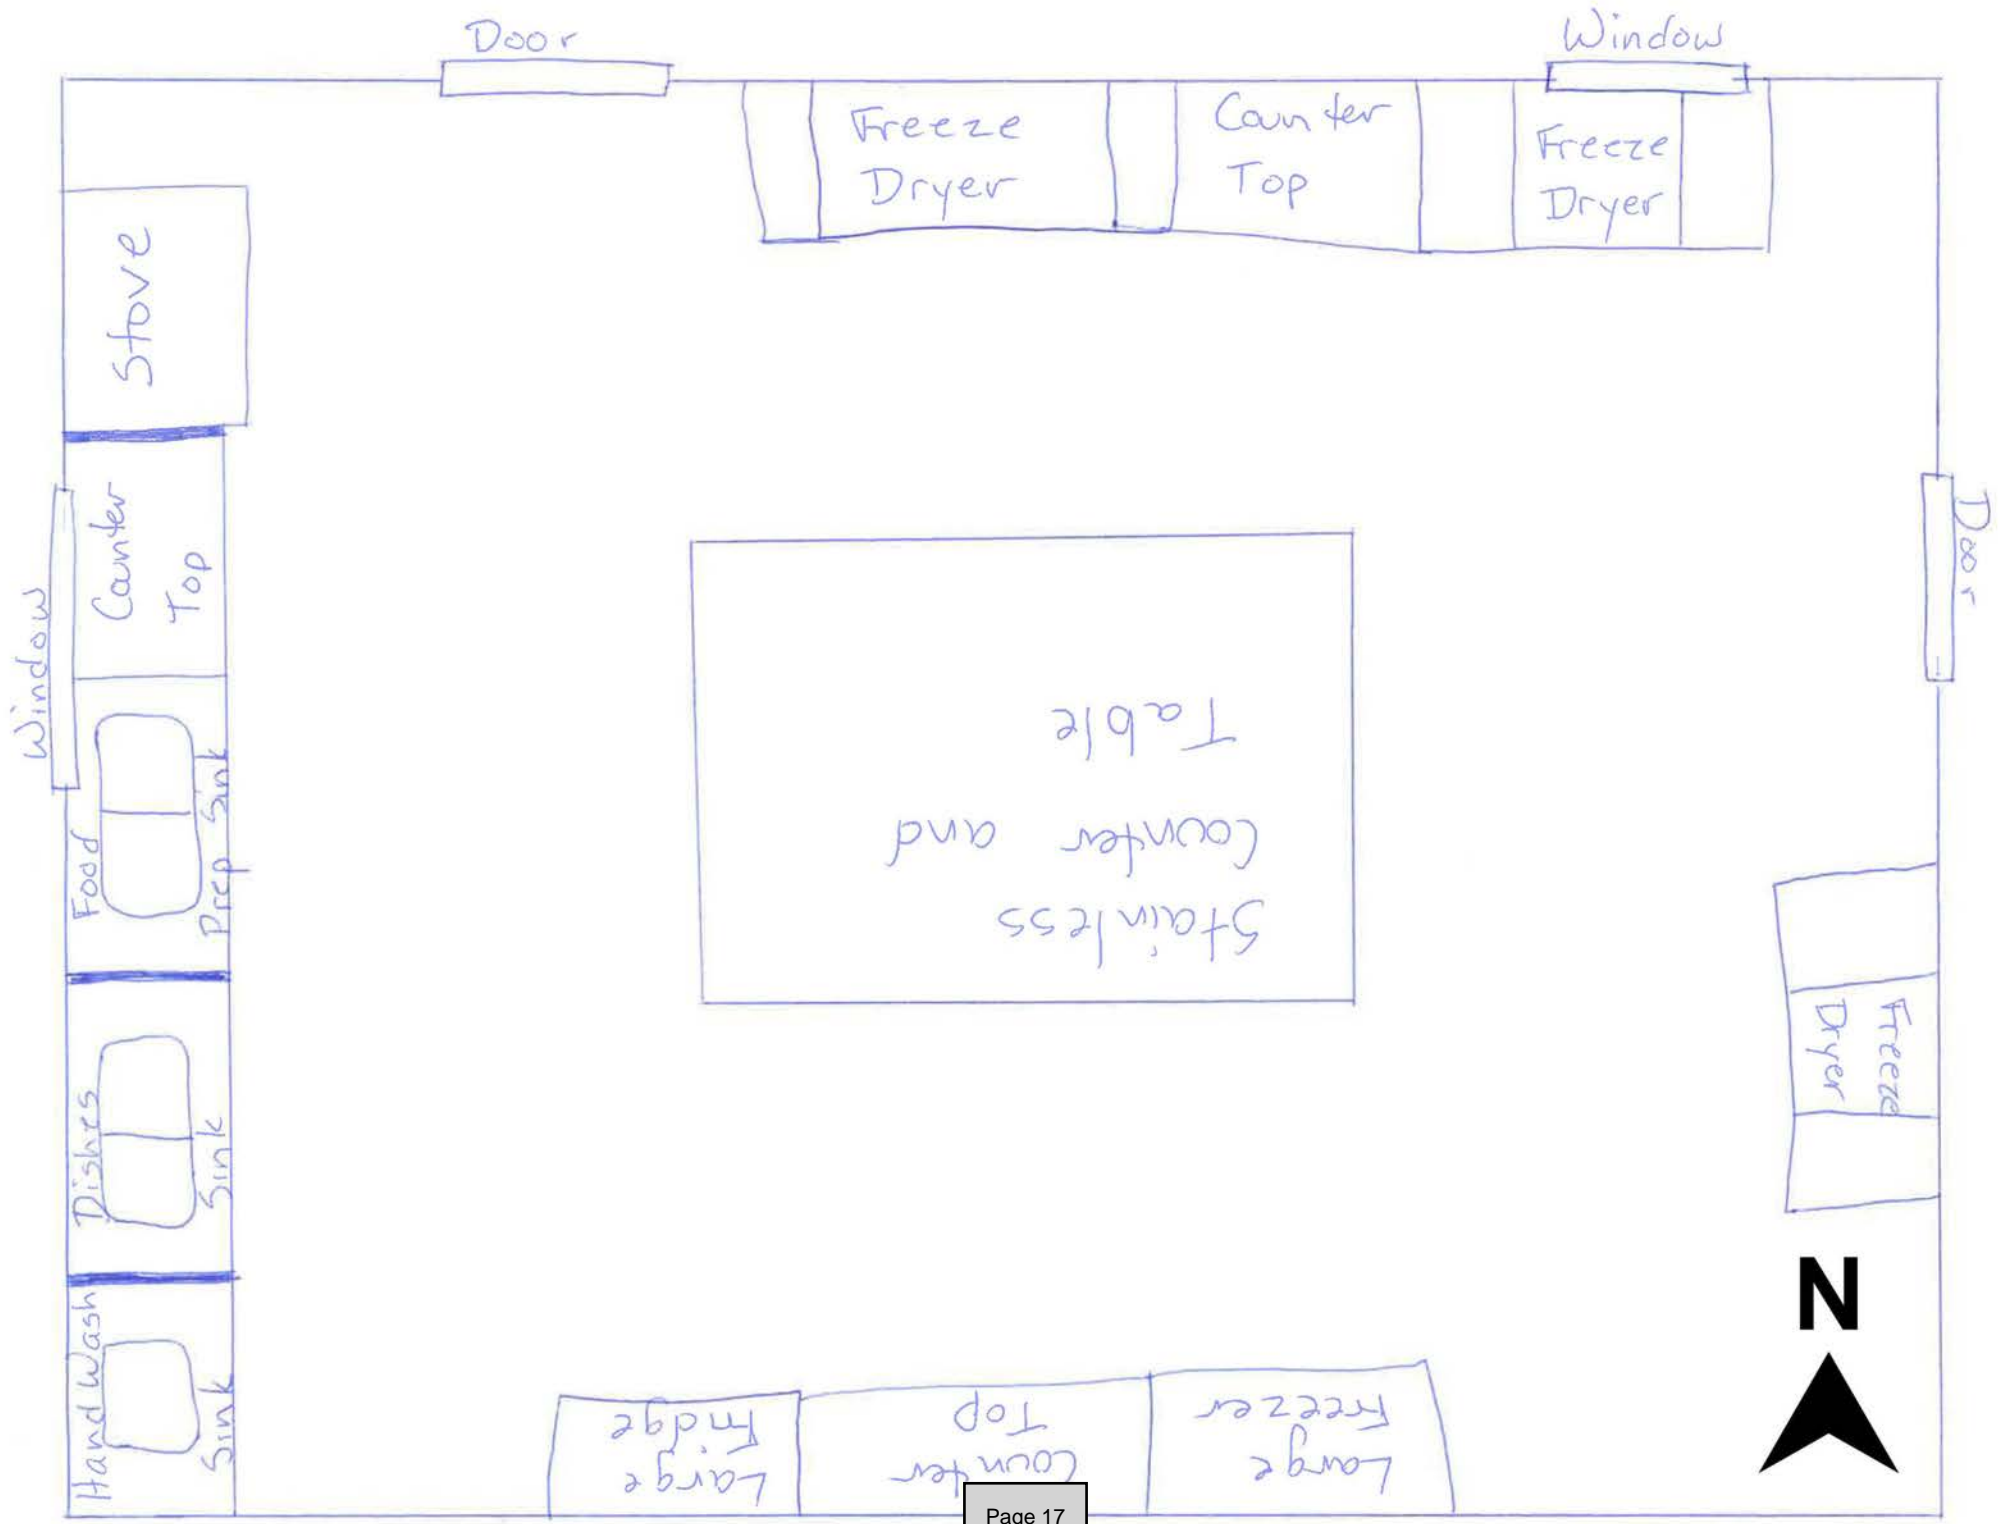 Door
Window
Freeze
Dryer
Counter
Top
Freeze
Dryer
Stove
Counter
Top
Window
Door
Food
Prep Sink
Stainless
Counter and
Table
Freeze
Dryer
Dishes
Sink
Hand Wash
Sink
Large
Fridge
Counter
Top
Large
Freezer
N
Page 17